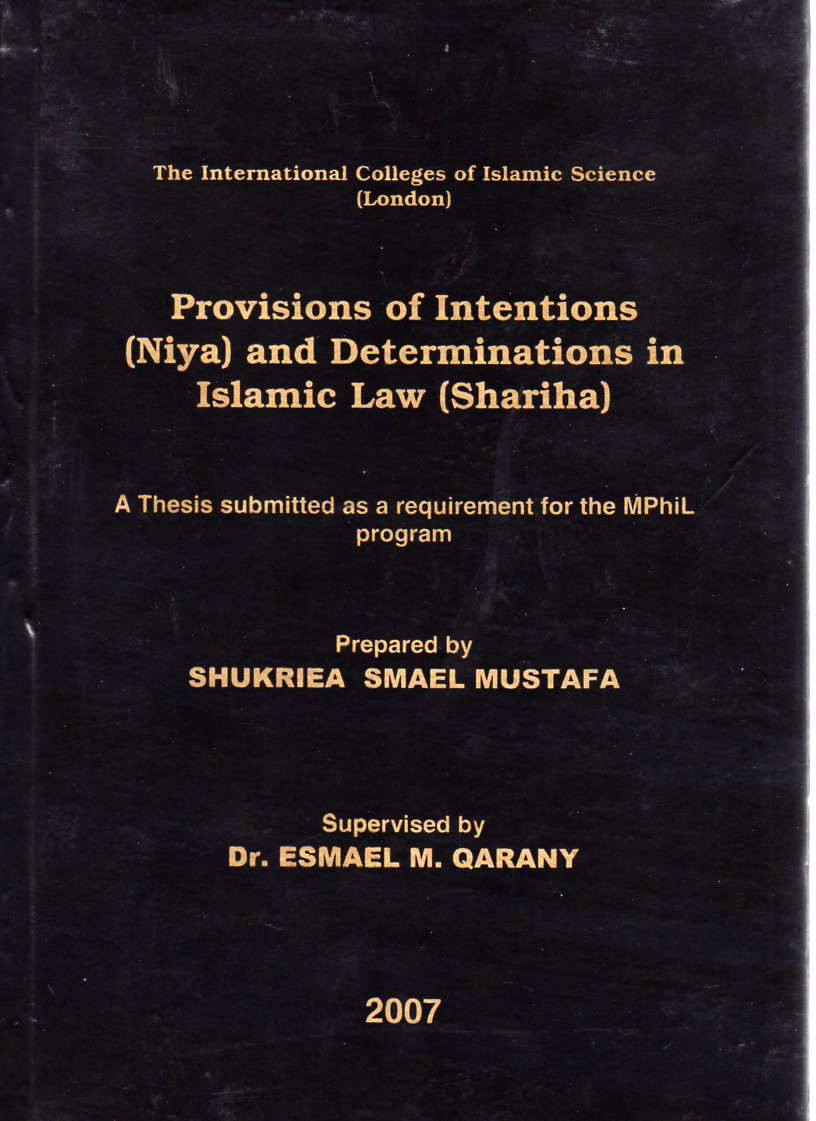 The International Colleges of Islamic Science
(London)
Provisions of Intentions
(Niya) and Determinations in
Islamic Law (Shariha)
A Thesis submitted as a requirement for the MPhiL
program
Prepared by
SHUKRIEA SMAEL MUSTAFA
Supervised by
Dr. ESMAEL M. QARANY
2007